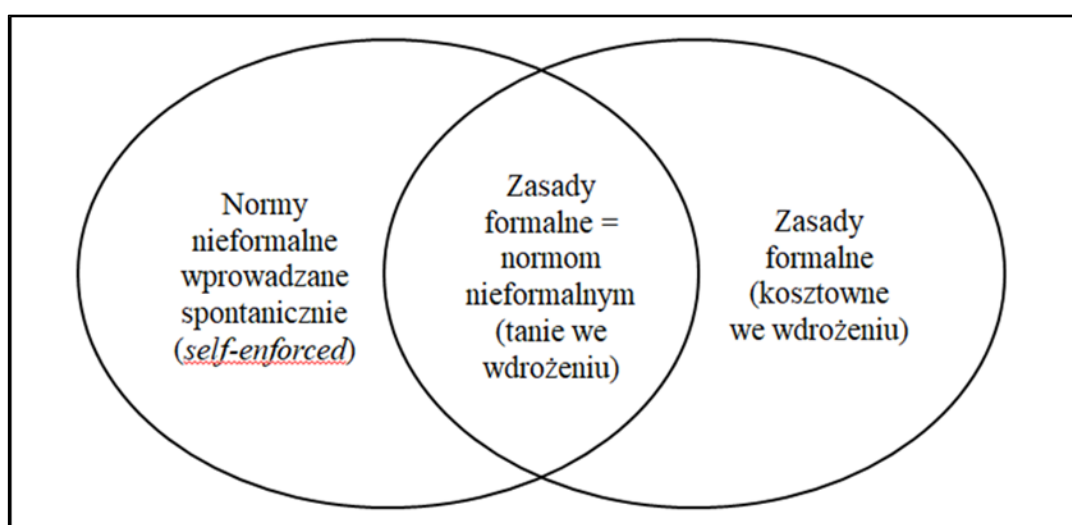 Normy
nieformalne
wprowadzane
spontanicznie
(self-enforced)
Zasady
formalne =
normom
nieformalnym
(tanie we
wdrożeniu)
Zasady
formalne
(kosztowne
we wdrożeniu)